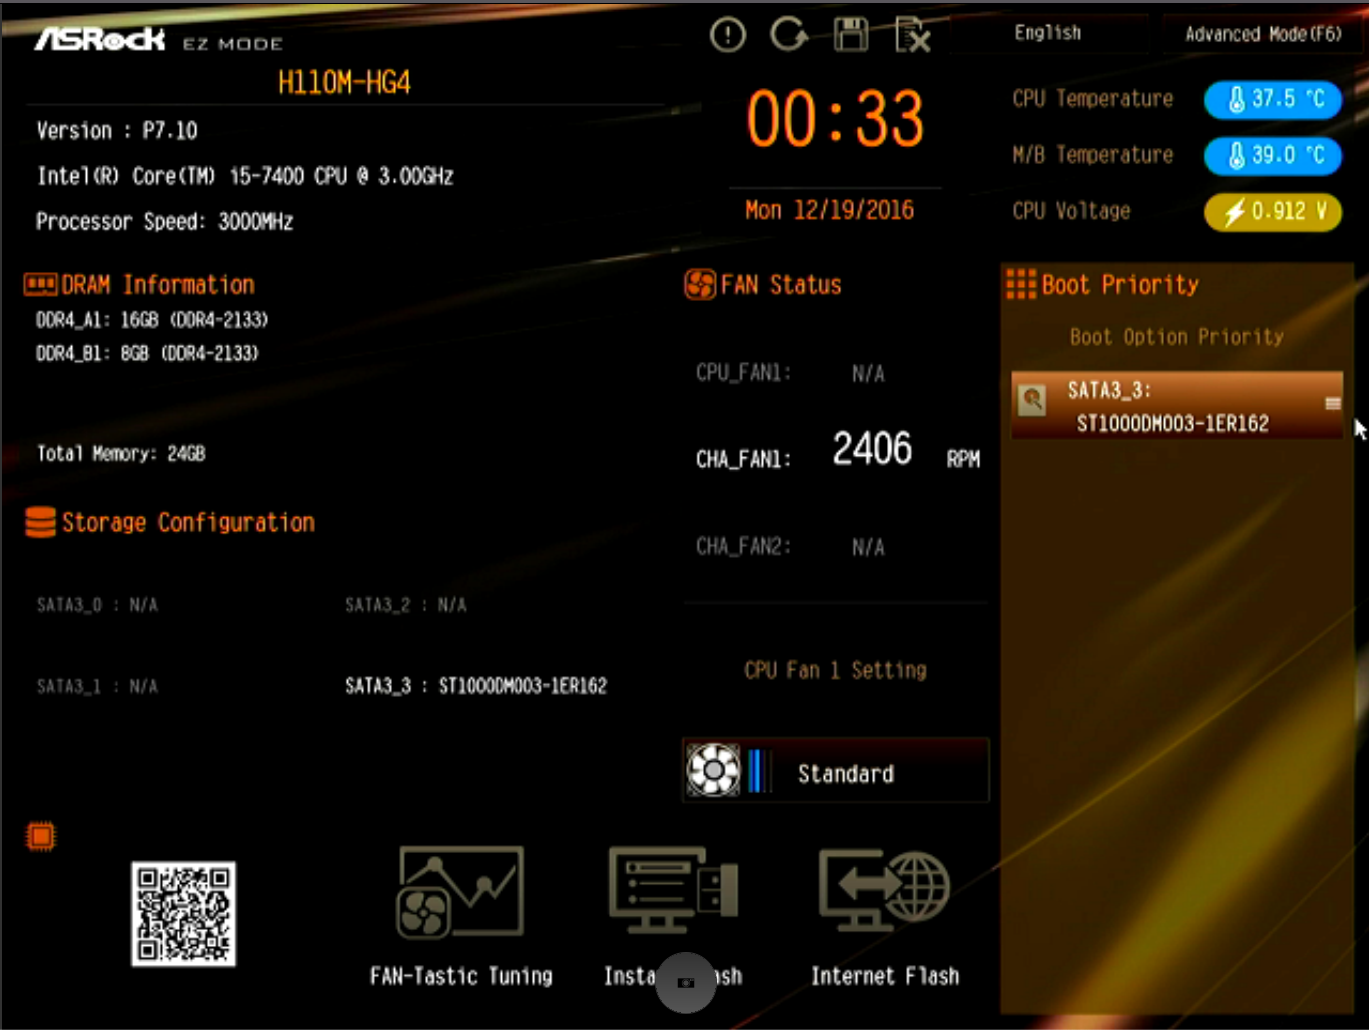 ASRock EZ MODE
English
Advanced Mode(F6)
H110M-HG4
Version : P7.10
Intel(R) Core(TM) i5-7400 CPU @ 3.00GHz
Processor Speed: 3000MHz
00:33
Mon 12/19/2016
CPU Temperature 37.5 °C
M/B Temperature 39.0 °C
CPU Voltage 0.912 V
DRAM Information
DDR4_A1: 16GB (DDR4-2133)
DDR4_B1: 8GB (DDR4-2133)
Total Memory: 24GB
Storage Configuration
SATA3_0 : N/A
SATA3_2 : N/A
SATA3_1 : N/A
SATA3_3 : ST1000DM003-1ER162
FAN Status
CPU_FAN1: N/A
CHA_FAN1: 2406 RPM
CHA_FAN2: N/A
CPU Fan 1 Setting
Standard
Boot Priority
Boot Option Priority
SATA3_3:
ST1000DM003-1ER162
FAN-Tastic Tuning
Internet Flash